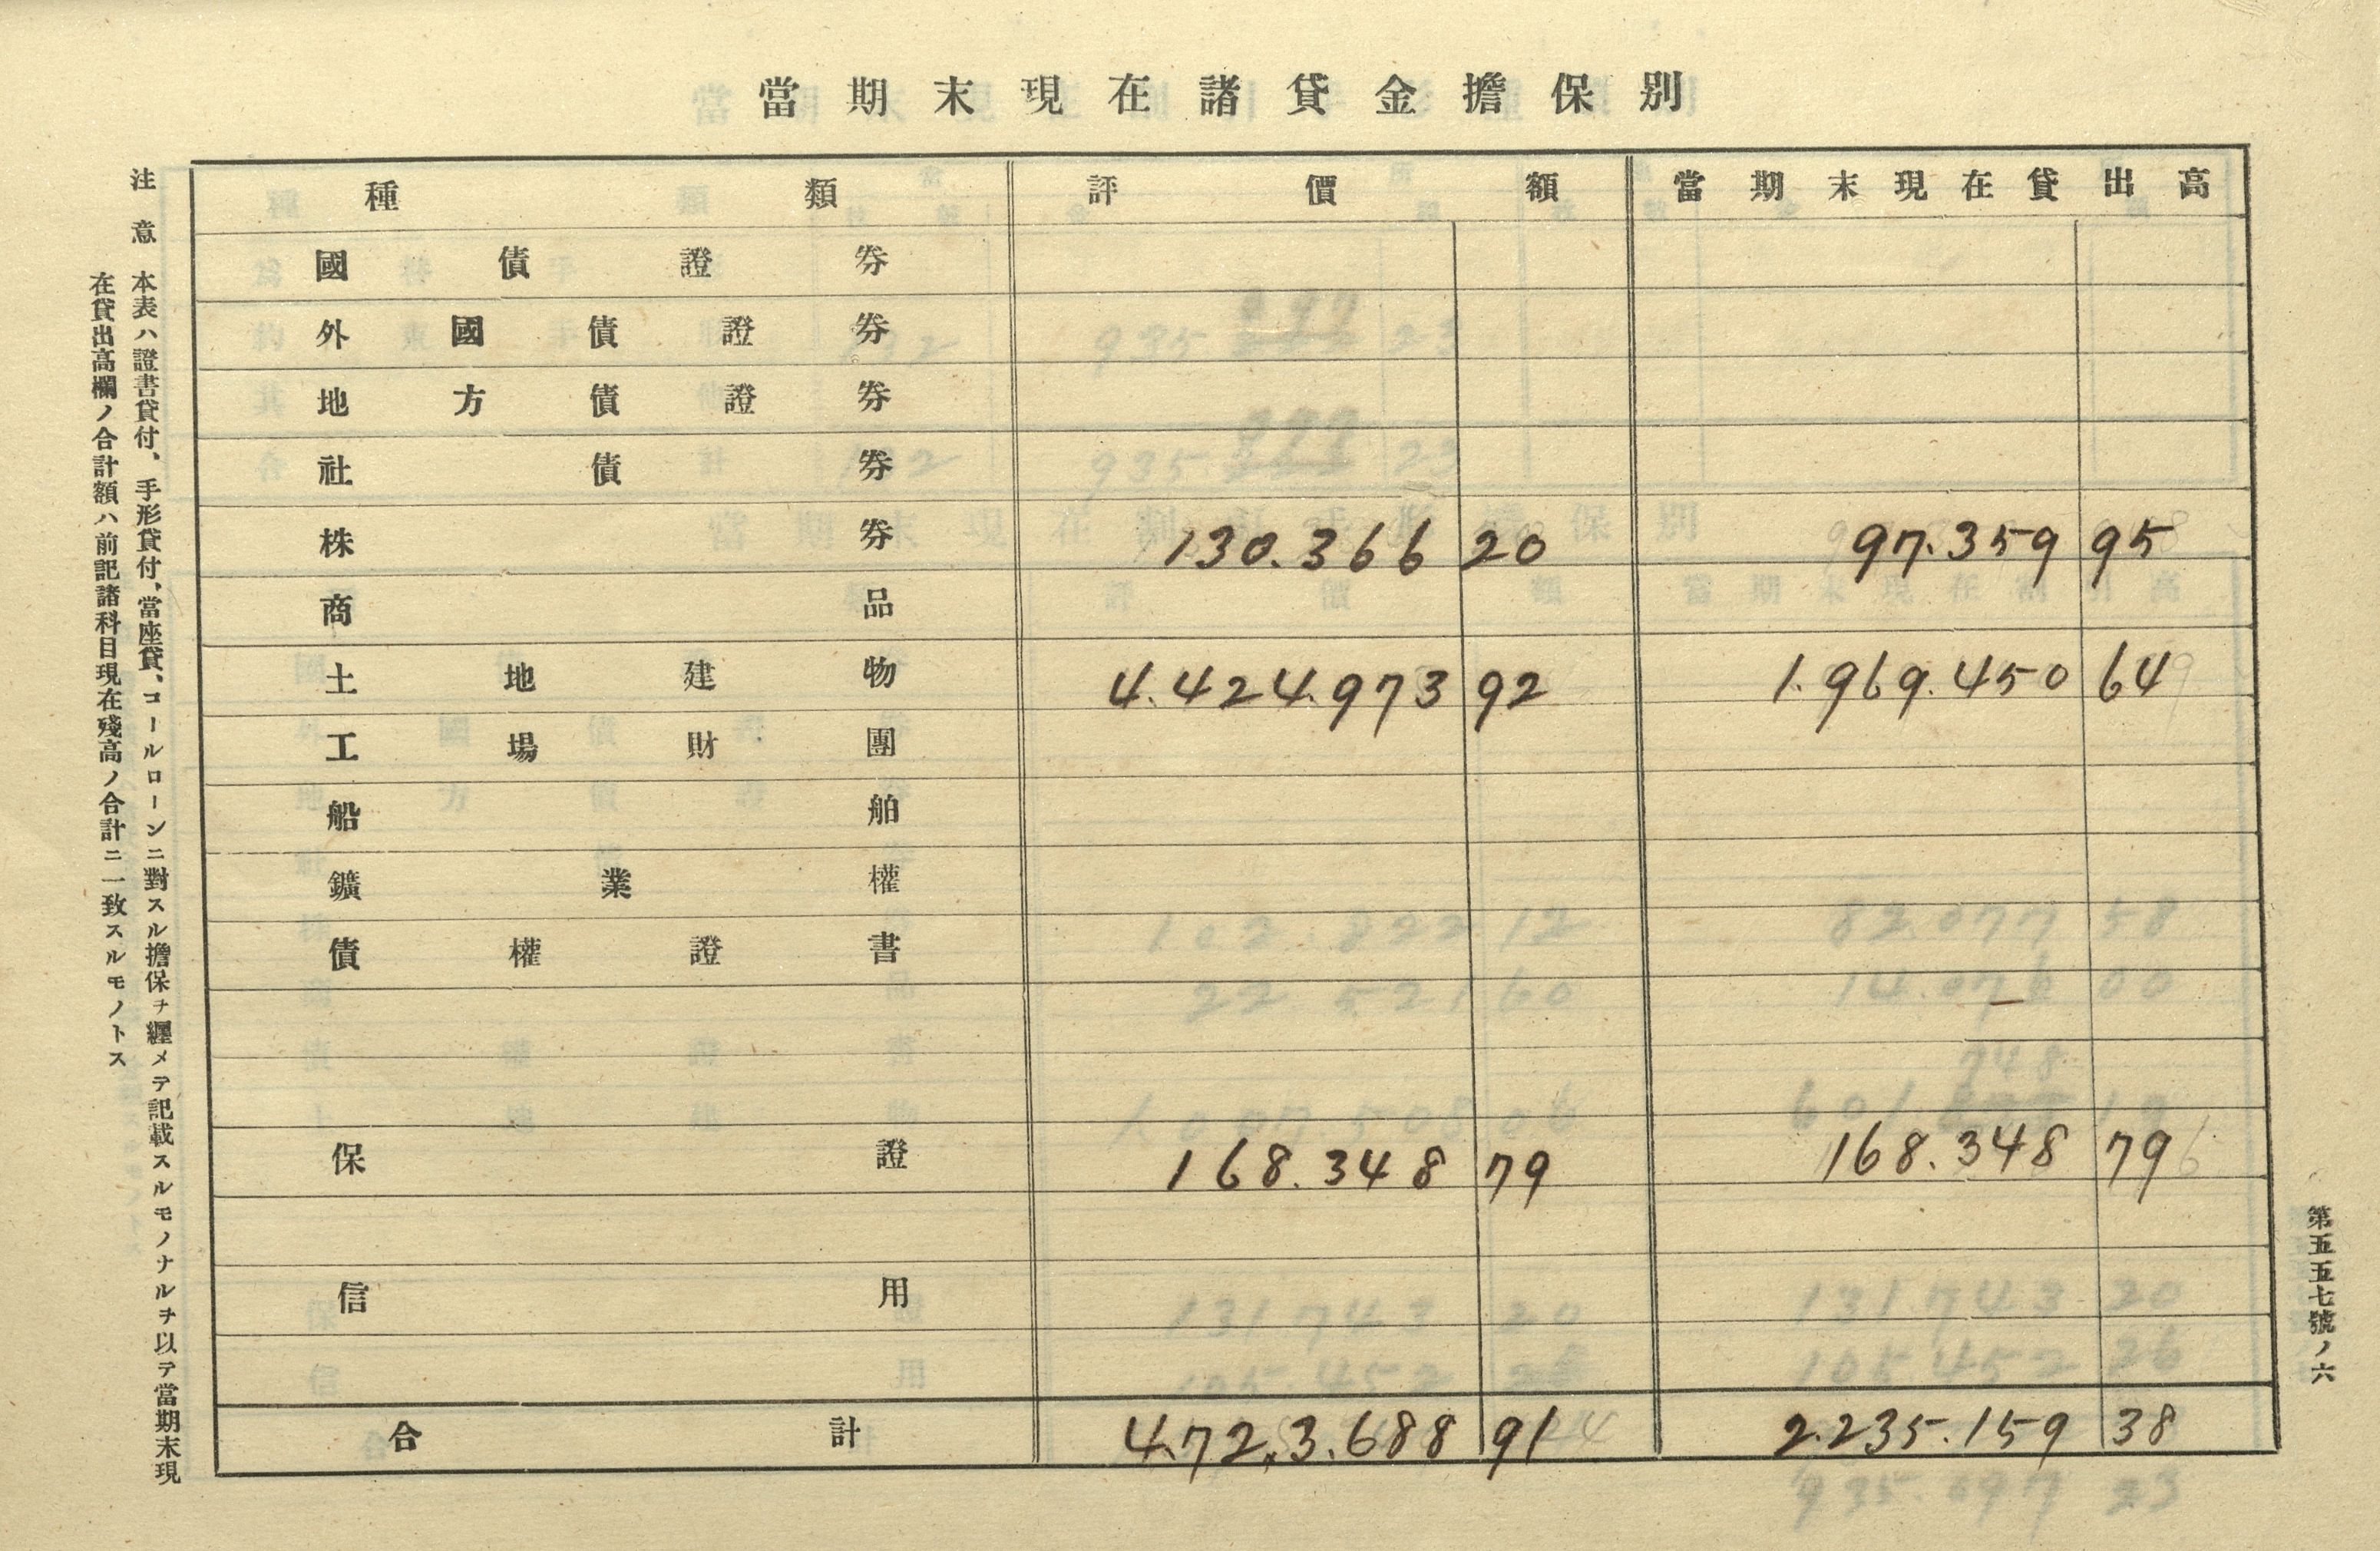 當期末現在諸貸金擔保別
種類 評價額 當期末現在貸出高
國債證券
外國債證券
地方債證券
社債券
株券 130.366 20 97.359 95
商品
土地建物 4.424.973 92 1.969.450 64
工場財團
船舶
鑛業權
債權證書
保證 168.348 79 168.348 79
信用
合計 4.723.688 91 2.235.159 38
第五五七號ノ六
注意 本表ハ證書貸付、手形貸付、當座貸、コールローンニ對スル擔保ヲ纒メテ記載スルモノナルヲ以テ當期末現
在貸出高欄ノ合計額ハ前記諸科目現在殘高ノ合計ニ一致スルモノトス